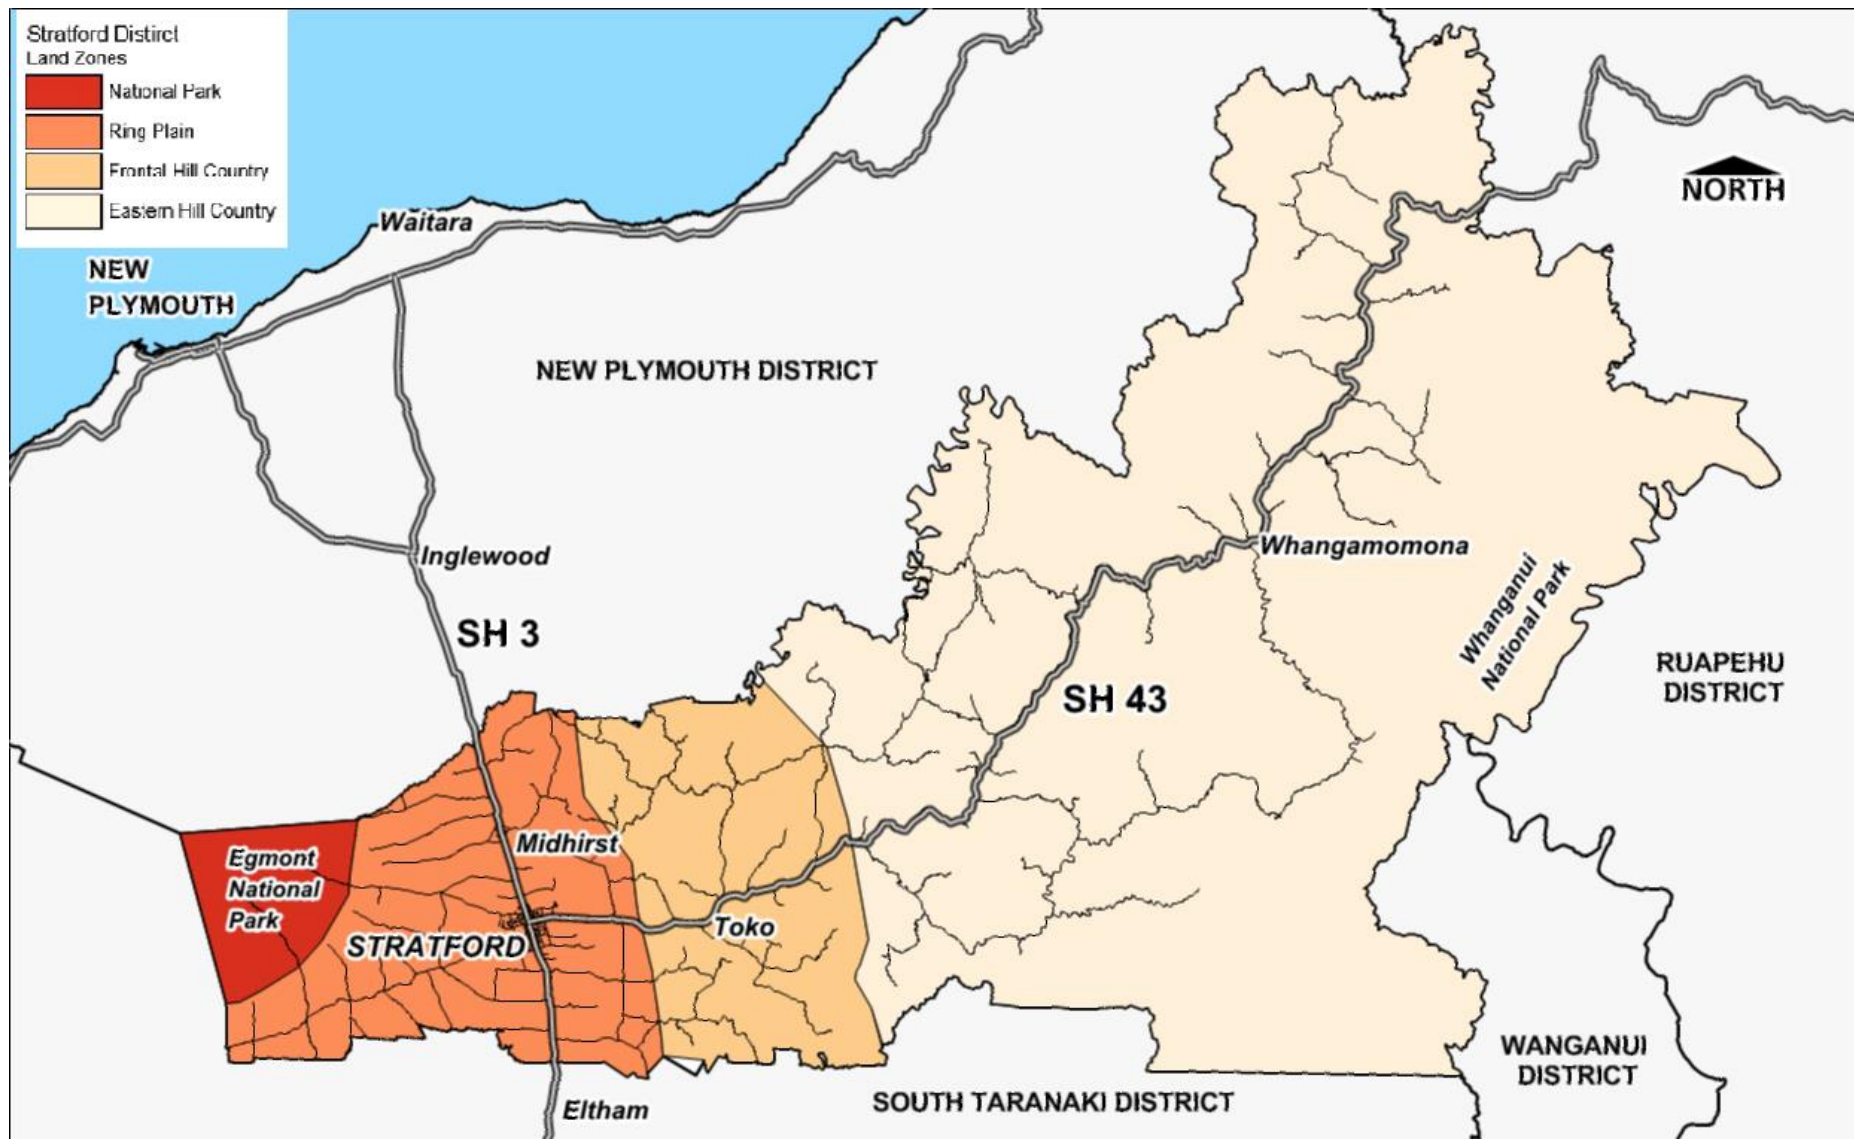 Stratford Distirct
Land Zones
National Park
Ring Plain
Frontal Hill Country
Eastern Hill Country
NORTH
Waitara
NEW
PLYMOUTH
NEW PLYMOUTH DISTRICT
Inglewood
Whangamomona
Whanganui
National Park
SH 3
RUAPEHU
DISTRICT
SH 43
Midhirst
Egmont
National
Park
Toko
STRATFORD
WANGANUI
DISTRICT
SOUTH TARANAKI DISTRICT
Eltham